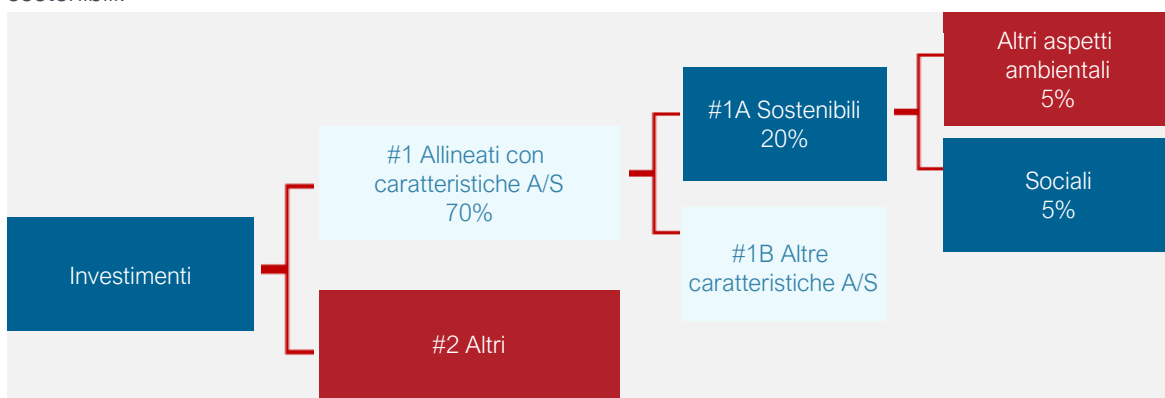 Altri aspetti
ambientali
5%
#1A Sostenibili
20%
#1 Allineati con
caratteristiche A/S
70%
Sociali
5%
Investimenti
#1B Altre
caratteristiche A/S
#2 Altri